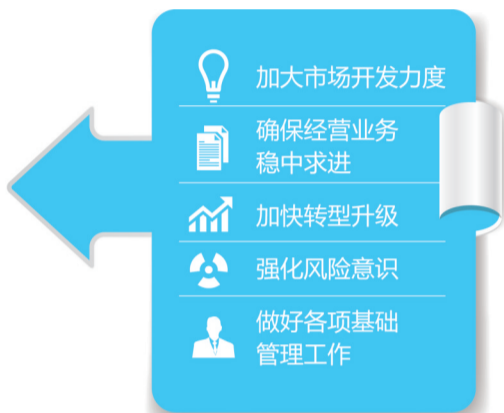 加大市场开发力度
确保经营业务
稳中求进
加快转型升级
强化风险意识
做好各项基础
管理工作